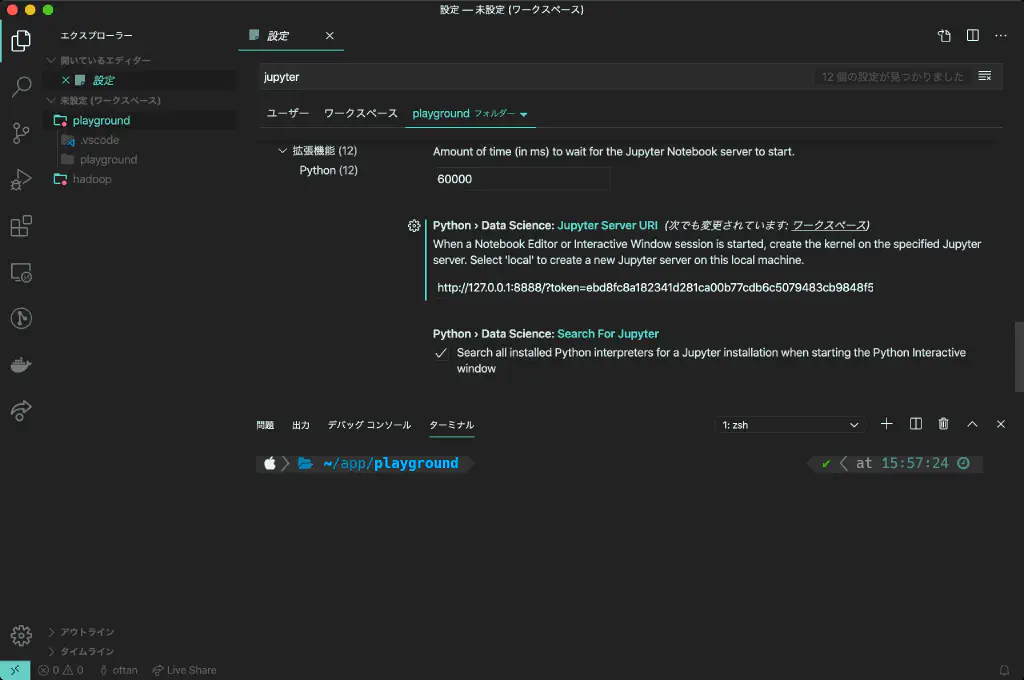 設定 — 未設定 (ワークスペース)
エクスプローラー
開いているエディター
設定
未設定 (ワークスペース)
playground
.vscode
playground
hadoop
設定
jupyter
12 個の設定が見つかりました
ユーザー ワークスペース playground フォルダー
拡張機能 (12)
Python (12)
Amount of time (in ms) to wait for the Jupyter Notebook server to start.
60000
Python › Data Science: Jupyter Server URI (次でも変更されています: ワークスペース)
When a Notebook Editor or Interactive Window session is started, create the kernel on the specified Jupyter
server. Select 'local' to create a new Jupyter server on this local machine.
http://127.0.0.1:8888/?token=ebd8fc8a182341d281ca00b77cdb6c5079483cb9848f5
Python › Data Science: Search For Jupyter
Search all installed Python interpreters for a Jupyter installation when starting the Python Interactive
window
問題 出力 デバッグ コンソール ターミナル
1: zsh
~/app/playground
at 15:57:24
アウトライン
タイムライン
0 0 ottan Live Share